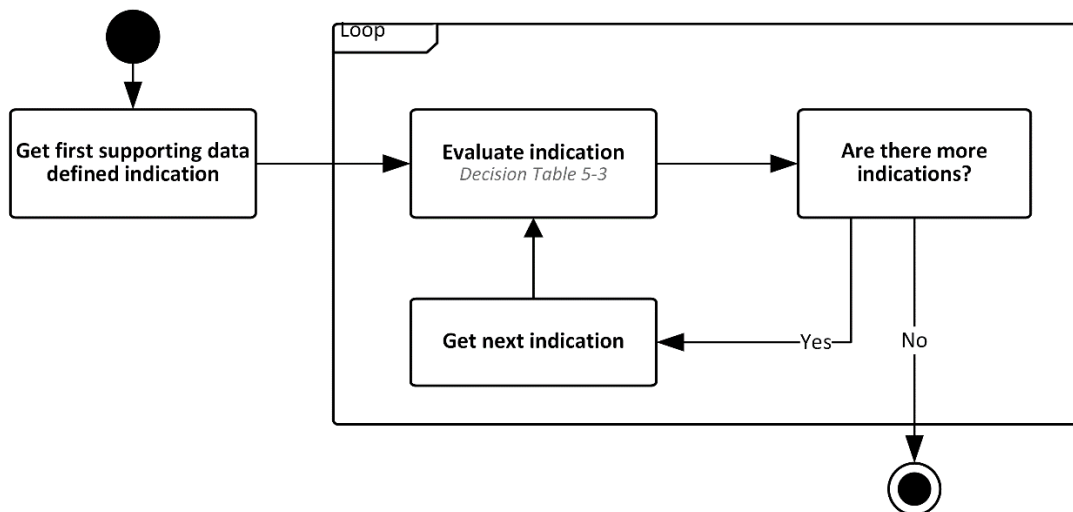 Loop
Get first supporting data
defined indication
Evaluate indication
Decision Table 5-3
Are there more
indications?
Get next indication
Yes
No